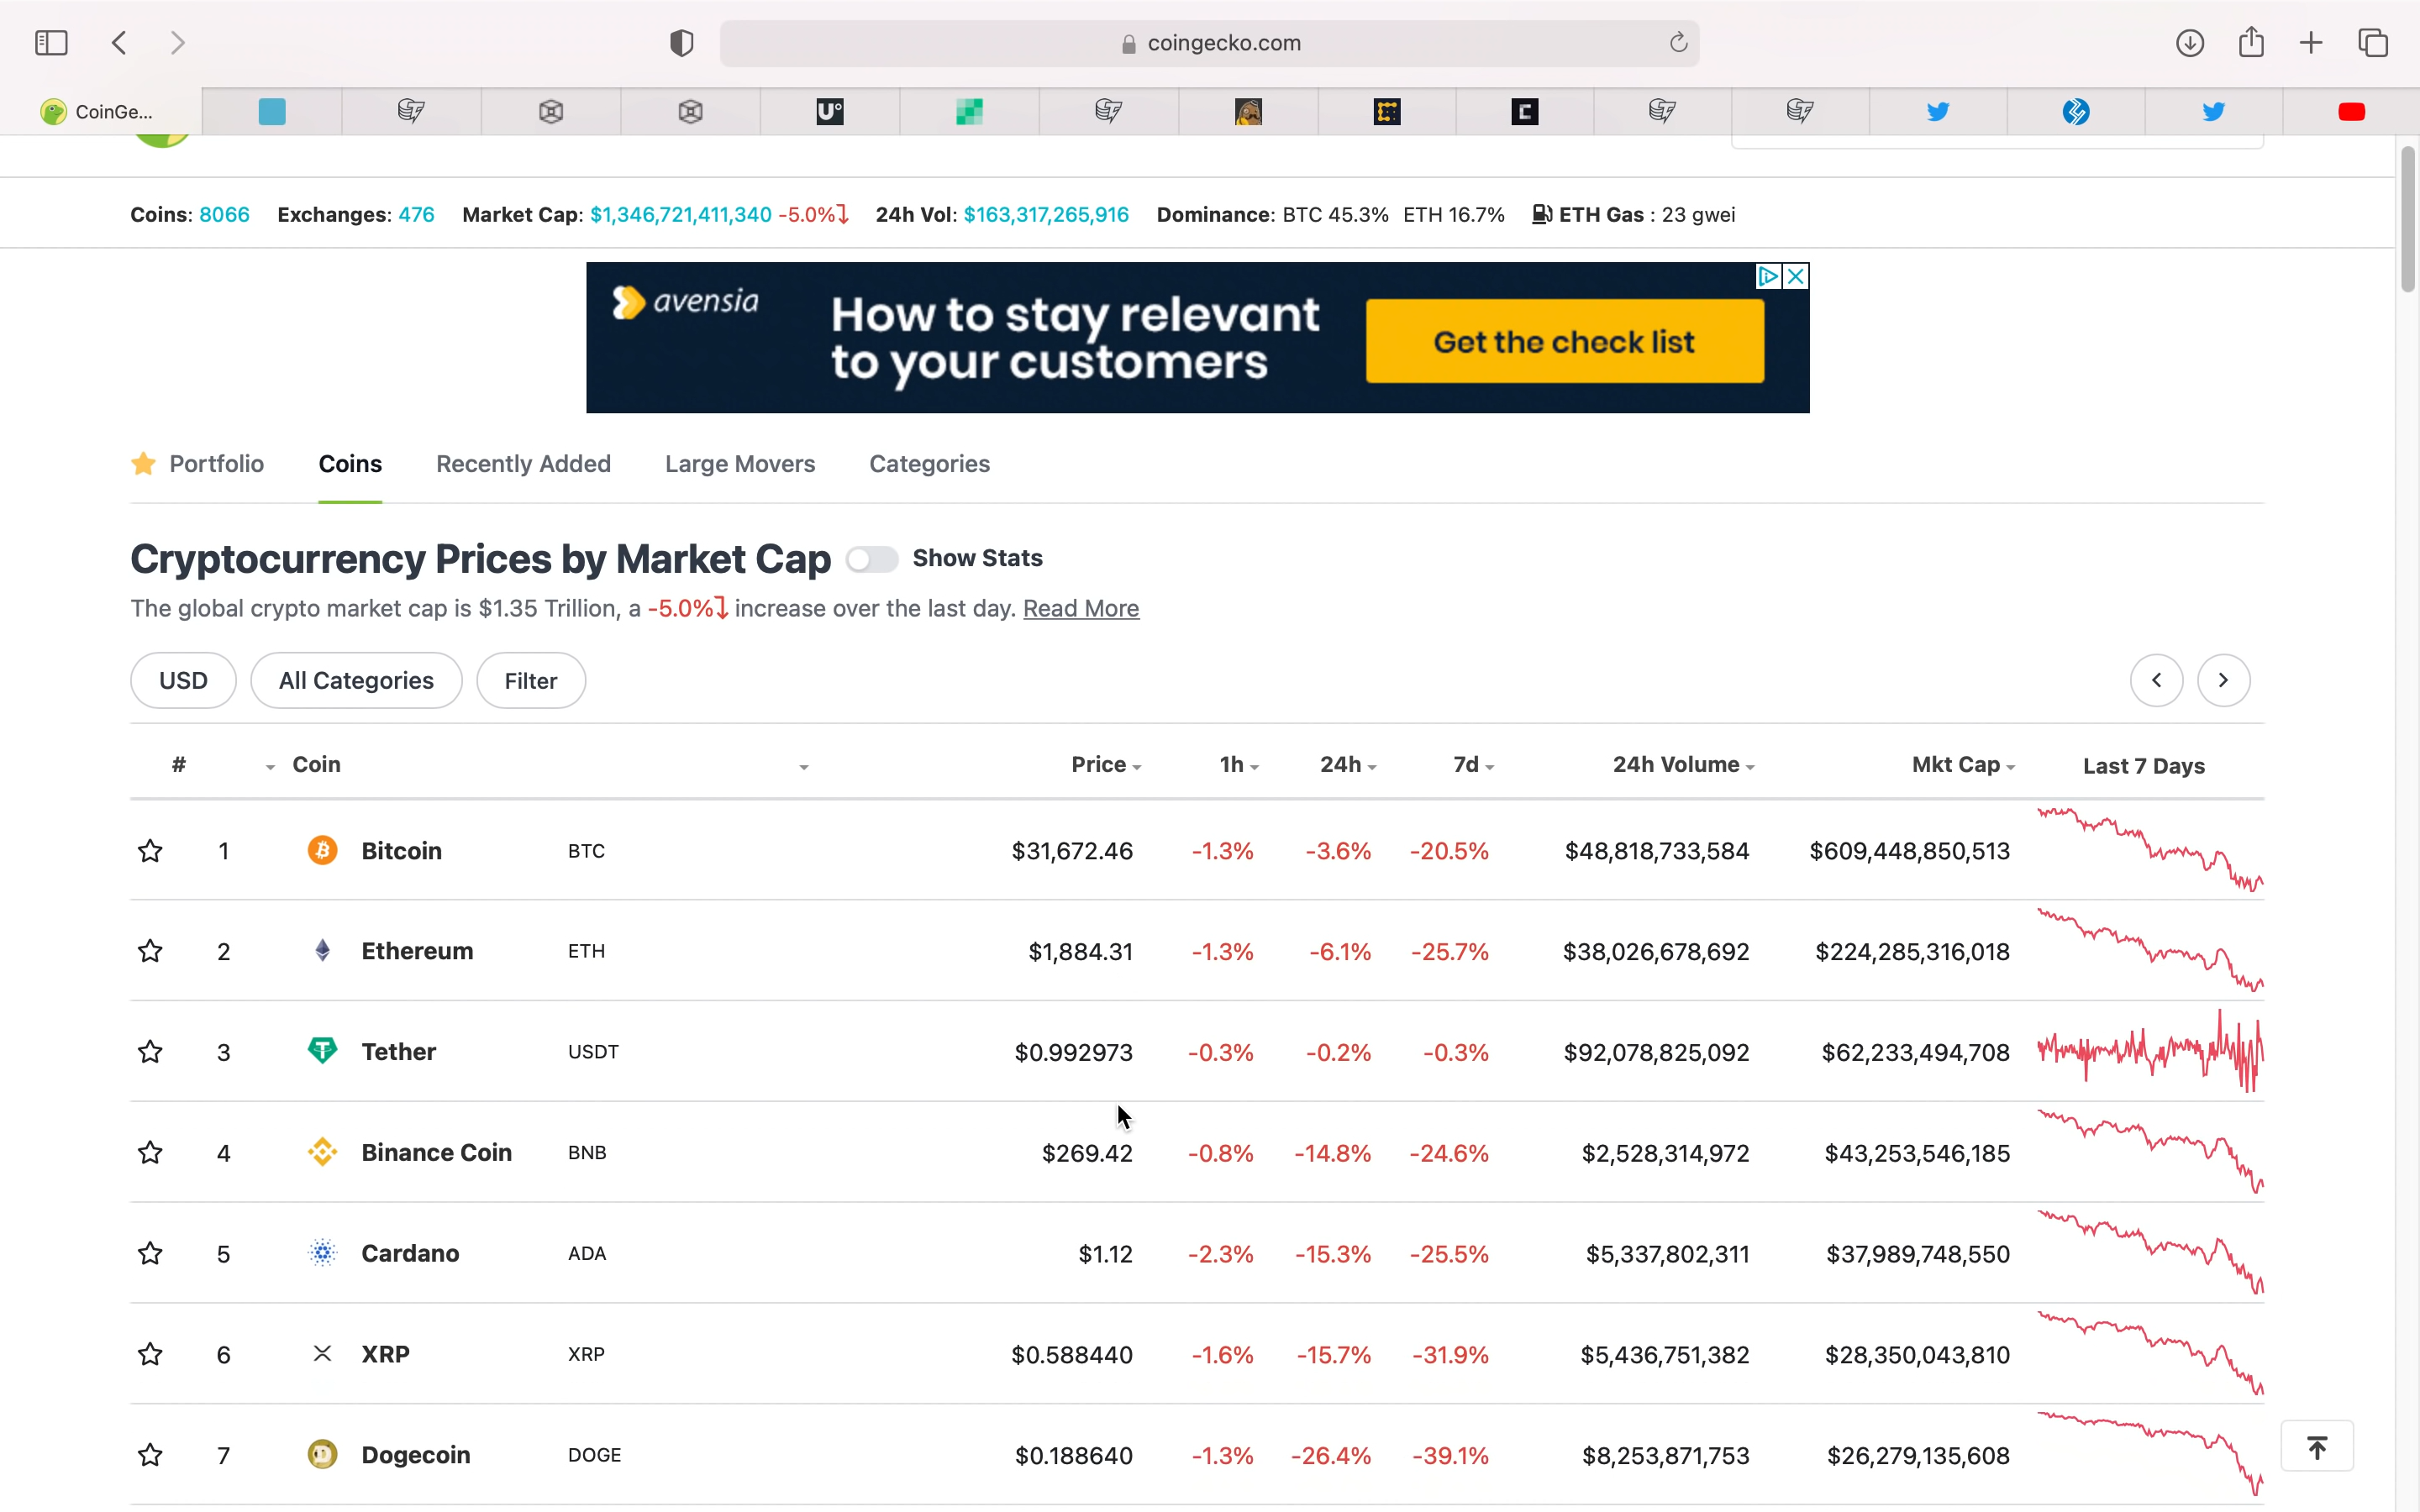 coingecko.com
CoinGe...
Coins: 8066 Exchanges: 476 Market Cap: $1,346,721,411,340 -5.0% 24h Vol: $163,317,265,916 Dominance: BTC 45.3% ETH 16.7% ETH Gas : 23 gwei
avensia
How to stay relevant
to your customers
Get the check list
Portfolio Coins Recently Added Large Movers Categories
Cryptocurrency Prices by Market Cap Show Stats
The global crypto market cap is $1.35 Trillion, a -5.0% increase over the last day. Read More
USD All Categories Filter
# Coin Price 1h 24h 7d 24h Volume Mkt Cap Last 7 Days
1 Bitcoin BTC $31,672.46 -1.3% -3.6% -20.5% $48,818,733,584 $609,448,850,513
2 Ethereum ETH $1,884.31 -1.3% -6.1% -25.7% $38,026,678,692 $224,285,316,018
3 Tether USDT $0.992973 -0.3% -0.2% -0.3% $92,078,825,092 $62,233,494,708
4 Binance Coin BNB $269.42 -0.8% -14.8% -24.6% $2,528,314,972 $43,253,546,185
5 Cardano ADA $1.12 -2.3% -15.3% -25.5% $5,337,802,311 $37,989,748,550
6 XRP XRP $0.588440 -1.6% -15.7% -31.9% $5,436,751,382 $28,350,043,810
7 Dogecoin DOGE $0.188640 -1.3% -26.4% -39.1% $8,253,871,753 $26,279,135,608